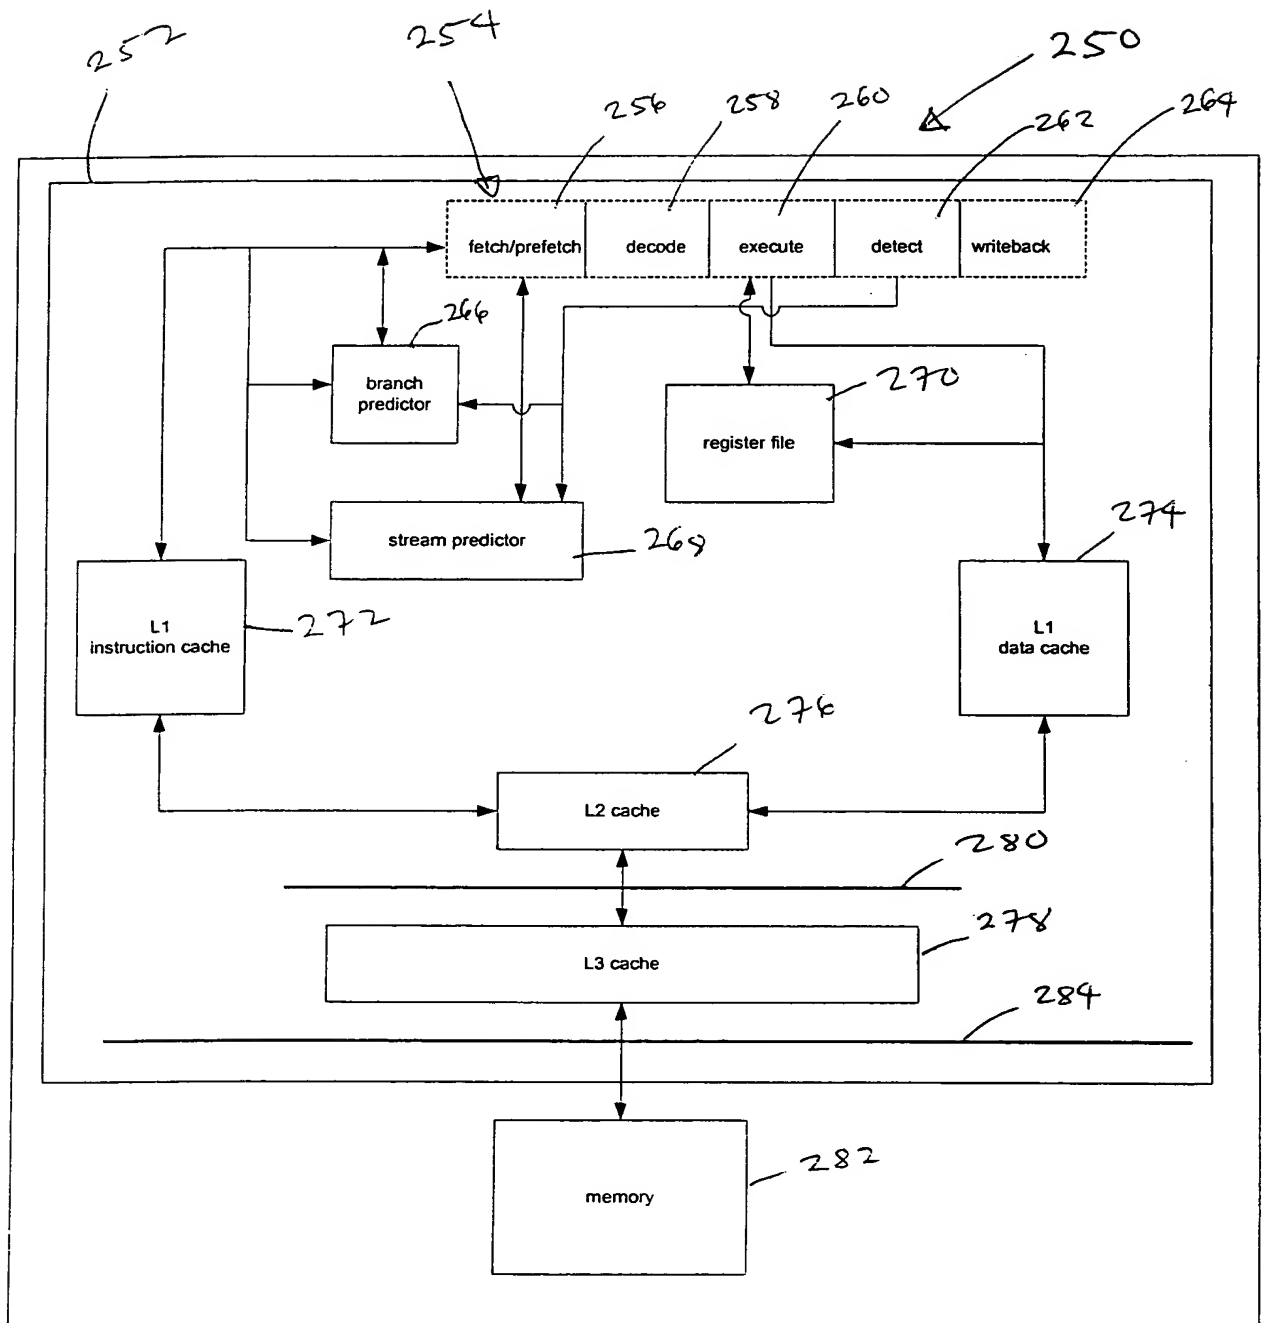 252
254
250
256
258
260
262
264
fetch/prefetch
decode
execute
detect
writeback
266
branch
predictor
270
register file
stream predictor
268
274
L1
instruction cache
272
L1
data cache
276
L2 cache
280
278
L3 cache
284
282
memory